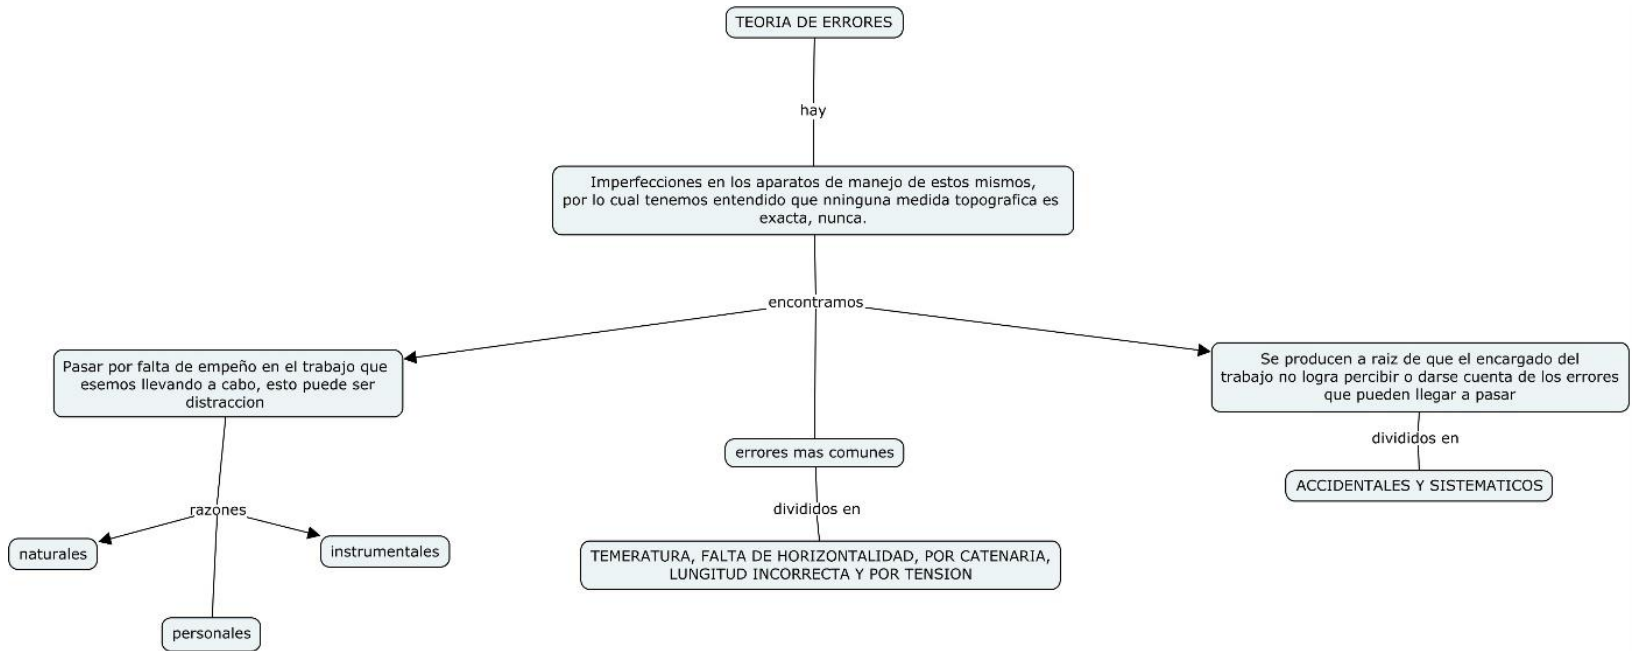 TEORIA DE ERRORES
hay
Imperfecciones en los aparatos de manejo de estos mismos,
por lo cual tenemos entendido que nninguna medida topografica es
exacta, nunca.
encontramos
Pasar por falta de empeño en el trabajo que
esemos llevando a cabo, esto puede ser
distraccion
razones
naturales
personales
instrumentales
errores mas comunes
divididos en
TEMERATURA, FALTA DE HORIZONTALIDAD, POR CATENARIA,
LUNGITUD INCORRECTA Y POR TENSION
Se producen a raiz de que el encargado del
trabajo no logra percibir o darse cuenta de los errores
que pueden llegar a pasar
divididos en
ACCIDENTALES Y SISTEMATICOS